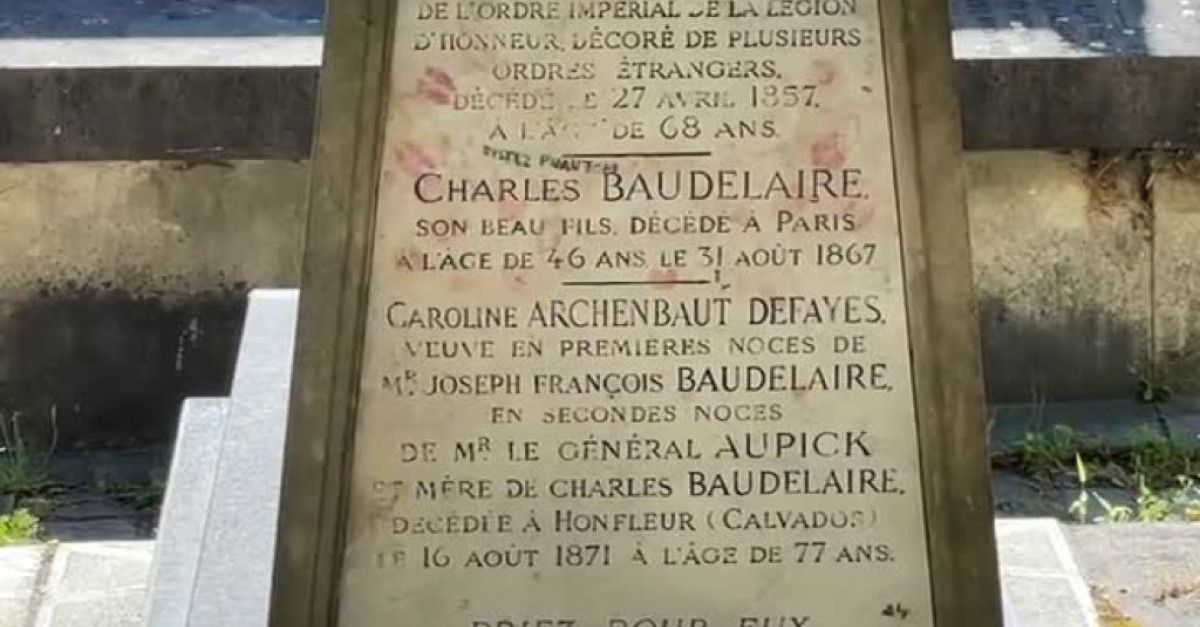 DE L'ORDRE IMPÉRIAL DE LA LÉGION
D'HONNEUR, DÉCORÉ DE PLUSIEURS
ORDRES ÉTRANGERS,
DÉCÉDÉ LE 27 AVRIL 1857,
À L'ÂGE DE 68 ANS.
CHARLES BAUDELAIRE,
SON BEAU FILS, DÉCÉDÉ À PARIS
À L'ÂGE DE 46 ANS, LE 31 AOÛT 1867
CAROLINE ARCHENBAUT DEFAYES,
VEUVE EN PREMIÈRES NOCES DE
MR. JOSEPH FRANÇOIS BAUDELAIRE,
EN SECONDES NOCES
DE MR LE GÉNÉRAL AUPICK
ET MÈRE DE CHARLES BAUDELAIRE,
DÉCÉDÉE À HONFLEUR (CALVADOS)
LE 16 AOÛT 1871 À L'ÂGE DE 77 ANS.
PRIEZ POUR EUX